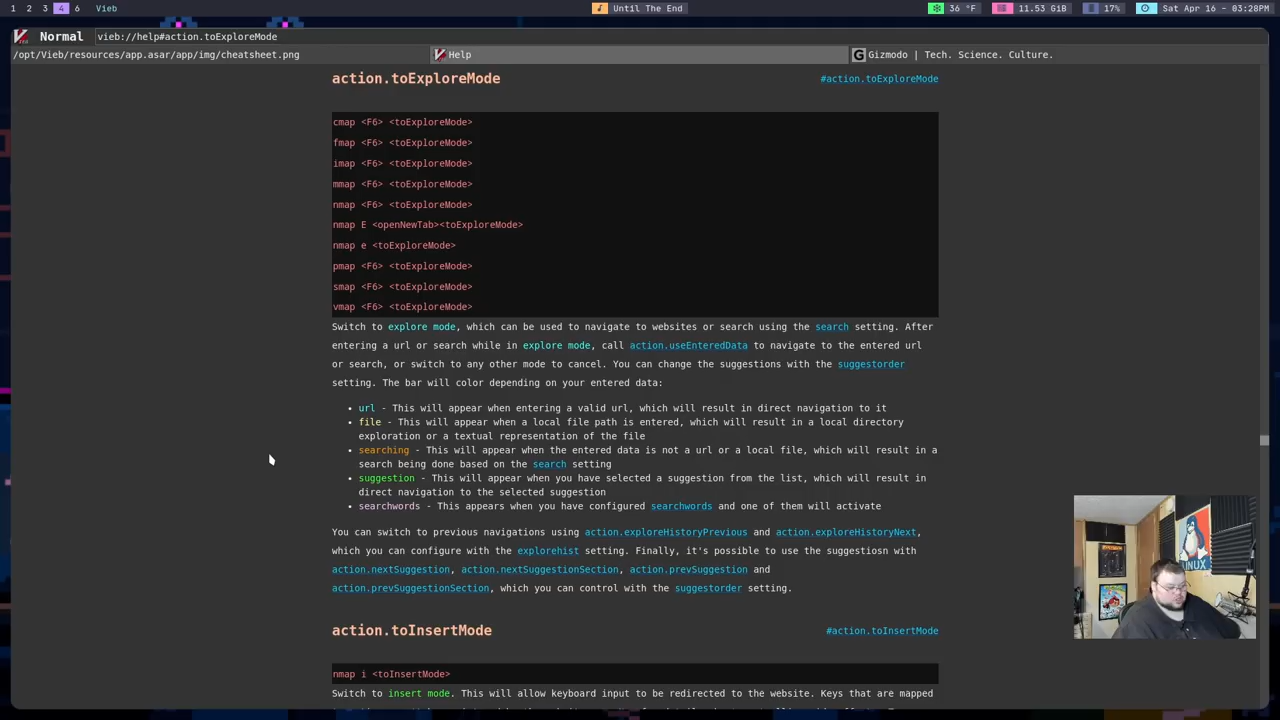 1 2 3 4 6 Vieb
Until The End
36 °F 11.53 GiB 17% Sat Apr 16 - 03:28PM
Normal vieb://help#action.toExploreMode
/opt/Vieb/resources/app.asar/app/img/cheatsheet.png Help Gizmodo | Tech. Science. Culture.
action.toExploreMode #action.toExploreMode
cmap <F6> <toExploreMode>
fmap <F6> <toExploreMode>
imap <F6> <toExploreMode>
mmap <F6> <toExploreMode>
nmap <F6> <toExploreMode>
nmap E <openNewTab><toExploreMode>
nmap e <toExploreMode>
pmap <F6> <toExploreMode>
smap <F6> <toExploreMode>
vmap <F6> <toExploreMode>
Switch to explore mode, which can be used to navigate to websites or search using the search setting. After
entering a url or search while in explore mode, call action.useEnteredData to navigate to the entered url
or search, or switch to any other mode to cancel. You can change the suggestions with the suggestorder
setting. The bar will color depending on your entered data:
• url - This will appear when entering a valid url, which will result in direct navigation to it
• file - This will appear when a local file path is entered, which will result in a local directory
exploration or a textual representation of the file
• searching - This will appear when the entered data is not a url or a local file, which will result in a
search being done based on the search setting
• suggestion - This will appear when you have selected a suggestion from the list, which will result in
direct navigation to the selected suggestion
• searchwords - This appears when you have configured searchwords and one of them will activate
You can switch to previous navigations using action.exploreHistoryPrevious and action.exploreHistoryNext,
which you can configure with the explorehist setting. Finally, it's possible to use the suggestiosn with
action.nextSuggestion, action.nextSuggestionSection, action.prevSuggestion and
action.prevSuggestionSection, which you can control with the suggestorder setting.
LINUX
action.toInsertMode #action.toInsertMode
nmap i <toInsertMode>
Switch to insert mode. This will allow keyboard input to be redirected to the website. Keys that are mapped